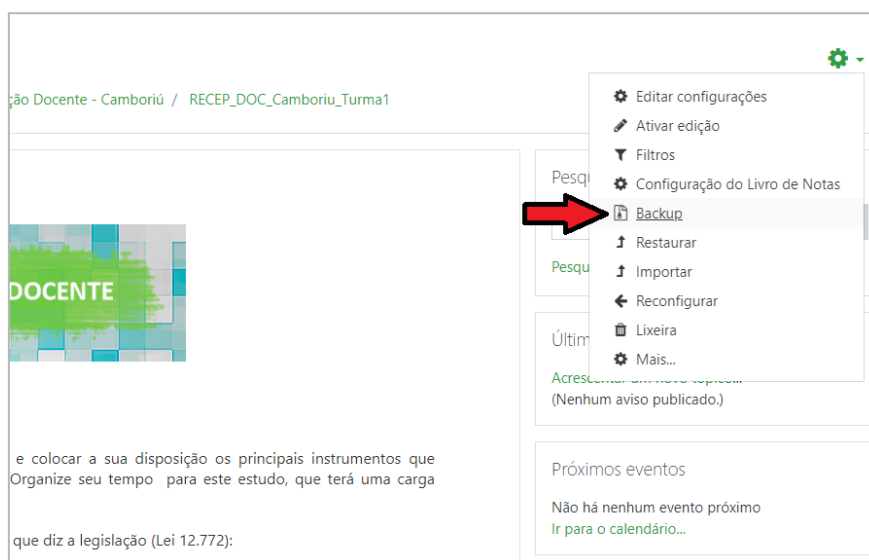 ção Docente - Camboriú / RECEP_DOC_Camboriu_Turma1
Editar configurações
Ativar edição
Filtros
Configuração do Livro de Notas
Backup
Restaurar
Importar
Reconfigurar
Lixeira
Mais...
DOCENTE
e colocar a sua disposição os principais instrumentos que
Organize seu tempo para este estudo, que terá uma carga
que diz a legislação (Lei 12.772):
Pesqu
Pesqu
Últim
(Nenhum aviso publicado.)
Próximos eventos
Não há nenhum evento próximo
Ir para o calendário...